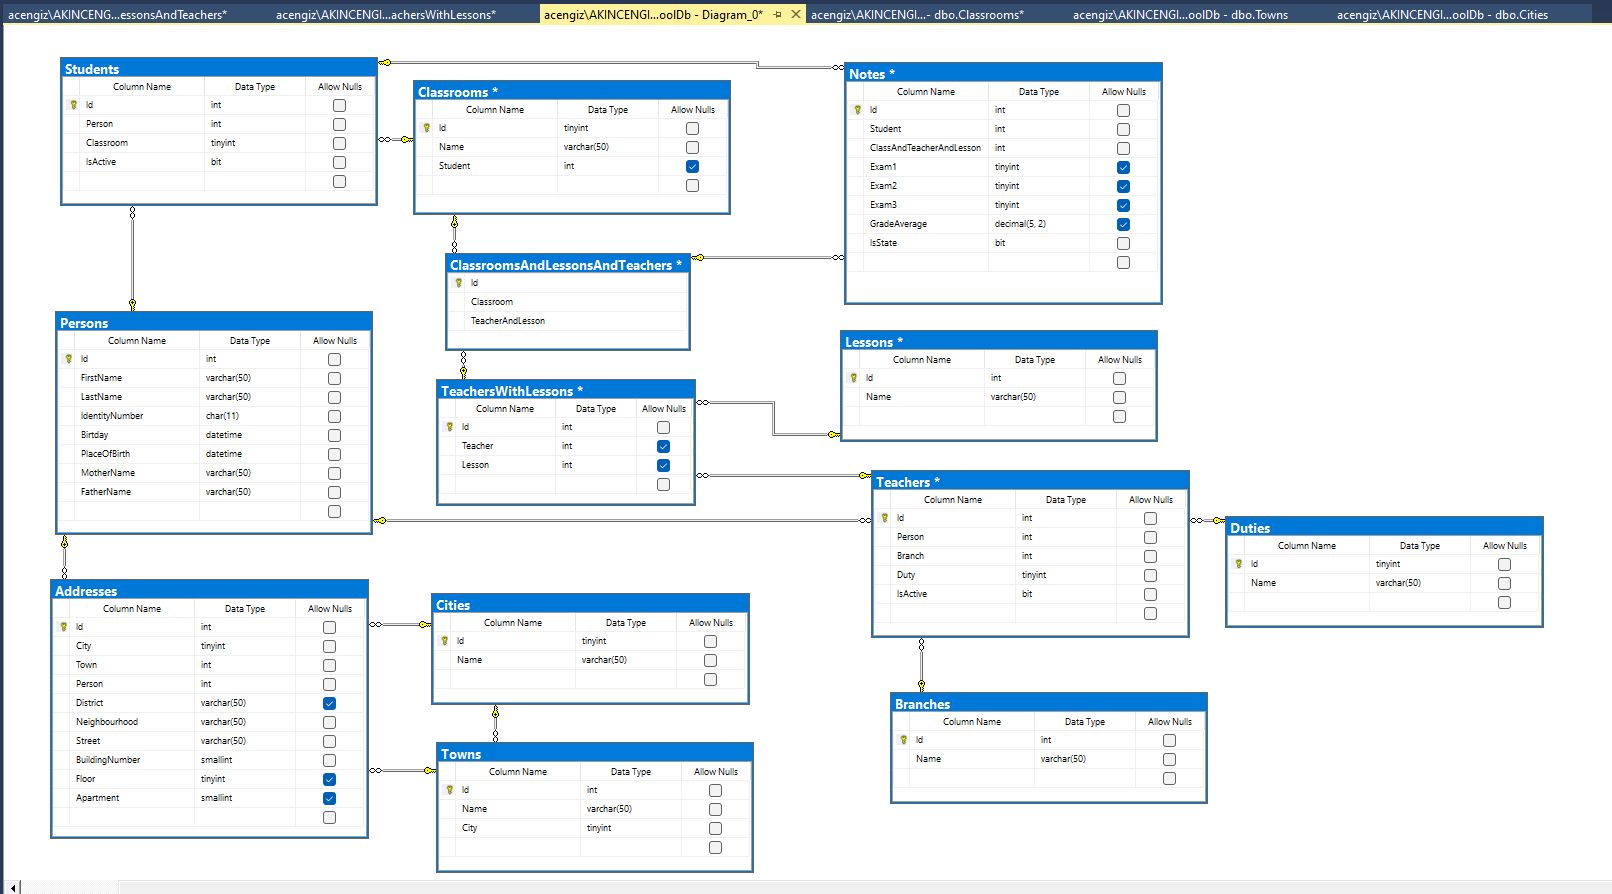 acengiz\AKINCENG...essonsAndTeachers*
acengiz\AKINCENGI...achersWithLessons*
acengiz\AKINCENGI...oolDb - Diagram_0*
acengiz\AKINCENGI...- dbo.Classrooms*
acengiz\AKINCENGI...oolDb - dbo.Towns
acengiz\AKINCENGI...oolDb - dbo.Cities
Students
Column Name Data Type Allow Nulls
Id int
Person int
Classroom tinyint
IsActive bit
Classrooms *
Column Name Data Type Allow Nulls
Id tinyint
Name varchar(50)
Student int
Notes *
Column Name Data Type Allow Nulls
Id int
Student int
ClassAndTeacherAndLesson int
Exam1 tinyint
Exam2 tinyint
Exam3 tinyint
GradeAverage decimal(5, 2)
IsState bit
ClassroomsAndLessonsAndTeachers *
Id
Classroom
TeacherAndLesson
Persons
Column Name Data Type Allow Nulls
Id int
FirstName varchar(50)
LastName varchar(50)
IdentityNumber char(11)
Birtday datetime
PlaceOfBirth datetime
MotherName varchar(50)
FatherName varchar(50)
Lessons *
Column Name Data Type Allow Nulls
Id int
Name varchar(50)
TeachersWithLessons *
Column Name Data Type Allow Nulls
Id int
Teacher int
Lesson int
Teachers *
Column Name Data Type Allow Nulls
Id int
Person int
Branch int
Duty tinyint
IsActive bit
Duties
Column Name Data Type Allow Nulls
Id tinyint
Name varchar(50)
Addresses
Column Name Data Type Allow Nulls
Id int
City tinyint
Town int
Person int
District varchar(50)
Neighbourhood varchar(50)
Street varchar(50)
BuildingNumber smallint
Floor tinyint
Apartment smallint
Cities
Column Name Data Type Allow Nulls
Id tinyint
Name varchar(50)
Towns
Column Name Data Type Allow Nulls
Id int
Name varchar(50)
City tinyint
Branches
Column Name Data Type Allow Nulls
Id int
Name varchar(50)